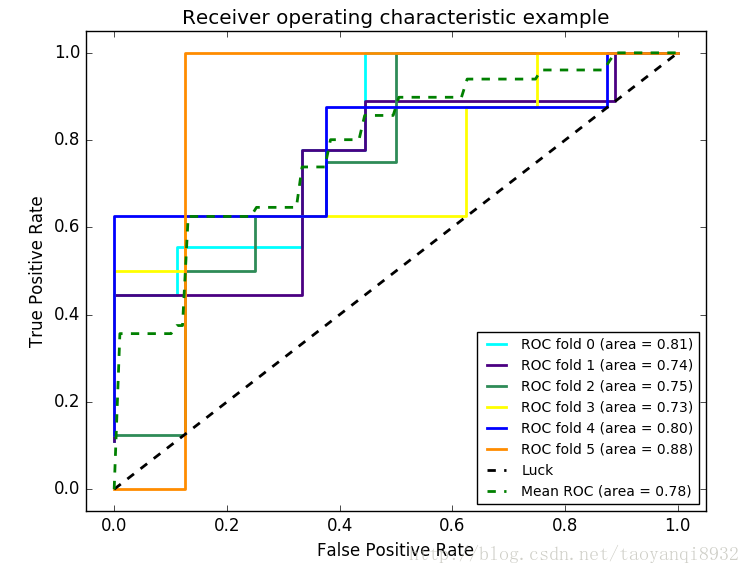 Receiver operating characteristic example
True Positive Rate
1.0
0.8
0.6
0.4
0.2
0.0
ROC fold 0 (area = 0.81)
ROC fold 1 (area = 0.74)
ROC fold 2 (area = 0.75)
ROC fold 3 (area = 0.73)
ROC fold 4 (area = 0.80)
ROC fold 5 (area = 0.88)
Luck
Mean ROC (area = 0.78)
0.0 0.2 0.4 0.6 0.8 1.0
False Positive Rate
http://blog.csdn.net/taoyanqi8932